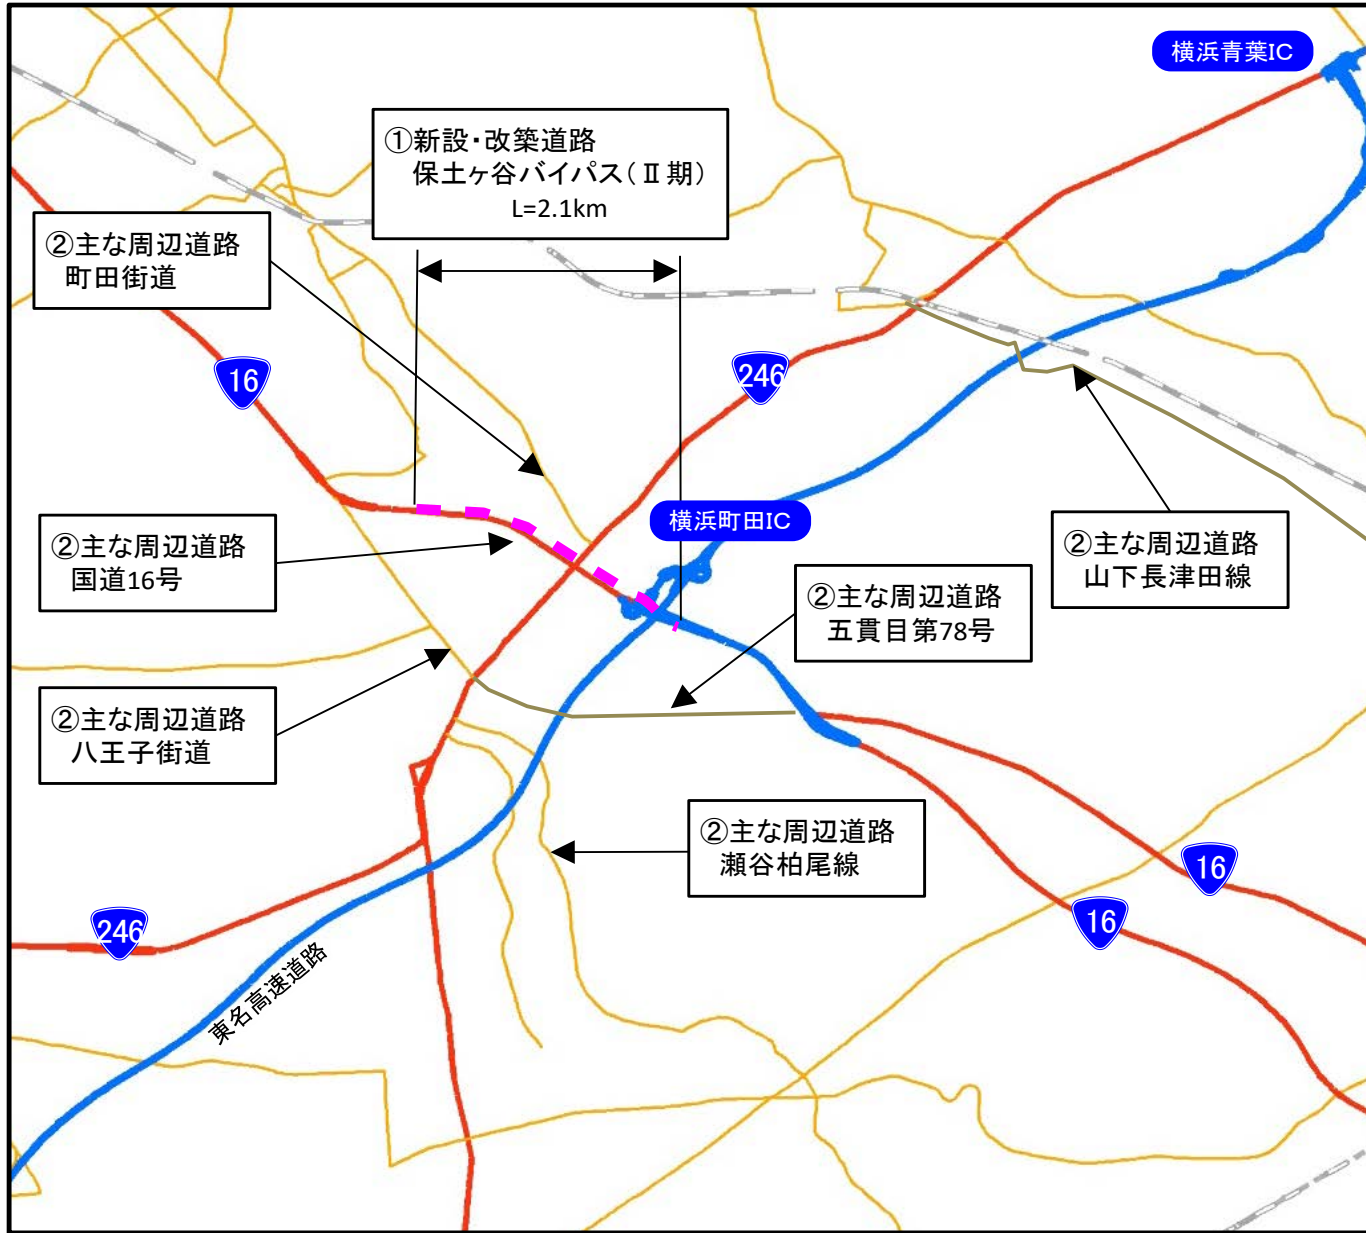 横浜青葉IC
①新設・改築道路
保土ヶ谷バイパス(Ⅱ期)
L=2.1km
②主な周辺道路
町田街道
16
246
横浜町田IC
②主な周辺道路
国道16号
②主な周辺道路
山下長津田線
②主な周辺道路
五貫目第78号
②主な周辺道路
八王子街道
②主な周辺道路
瀬谷柏尾線
16
16
246
東名高速道路